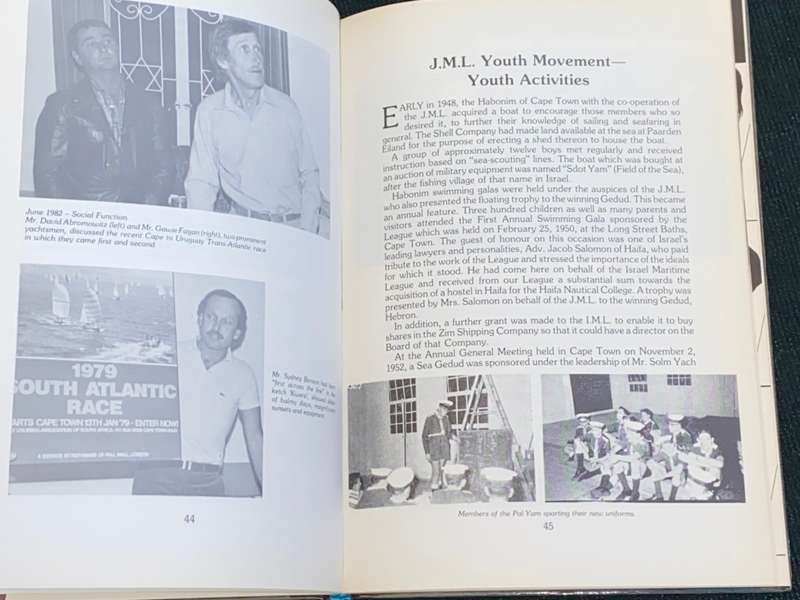 June 1982 – Social Function.
Mr. David Abromowitz (left) and Mr. Gowie Fagan (right), two prominent
yachtsmen, discussed the recent Cape to Uruguay Trans-Atlantic race
in which they came first and second.
1979
SOUTH ATLANTIC
RACE
STARTS CAPE TOWN 13TH JAN '79 - ENTER NOW!
Mr. Sydney
"first across the line" in the
ketch
of balmy days, magnificent
sunsets and enjoyment.
44
J.M.L. Youth Movement—
Youth Activities
EARLY in 1948, the Habonim of Cape Town with the co-operation of
the J.M.L. acquired a boat to encourage those members who so
desired it, to further their knowledge of sailing and seafaring in
general. The Shell Company had made land available at the sea at Paarden
Eiland for the purpose of erecting a shed thereon to house the boat.
A group of approximately twelve boys met regularly and received
instruction based on "sea-scouting" lines. The boat which was bought at
an auction of military equipment was named "Sdot Yam" (Field of the Sea),
after the fishing village of that name in Israel.
Habonim swimming galas were held under the auspices of the J.M.L.
who also presented the floating trophy to the winning Gedud. This became
an annual feature. Three hundred children as well as many parents and
visitors attended the First Annual Swimming Gala sponsored by the
League which was held on February 25, 1950, at the Long Street Baths,
Cape Town. The guest of honour on this occasion was one of Israel's
leading lawyers and personalities, Adv. Jacob Salomon of Haifa, who paid
tribute to the work of the League and stressed the importance of the ideals
for which it stood. He had come here on behalf of the Israel Maritime
League and received from our League a substantial sum towards the
acquisition of a hostel in Haifa for the Haifa Nautical College. A trophy was
presented by Mrs. Salomon on behalf of the J.M.L. to the winning Gedud,
Hebron.
In addition, a further grant was made to the I.M.L. to enable it to buy
shares in the Zim Shipping Company so that it could have a director on the
Board of that Company.
At the Annual General Meeting held in Cape Town on November 2,
1952, a Sea Gedud was sponsored under the leadership of Mr. Solm Yach
Members of the Pal Yam sporting their new uniforms.
45